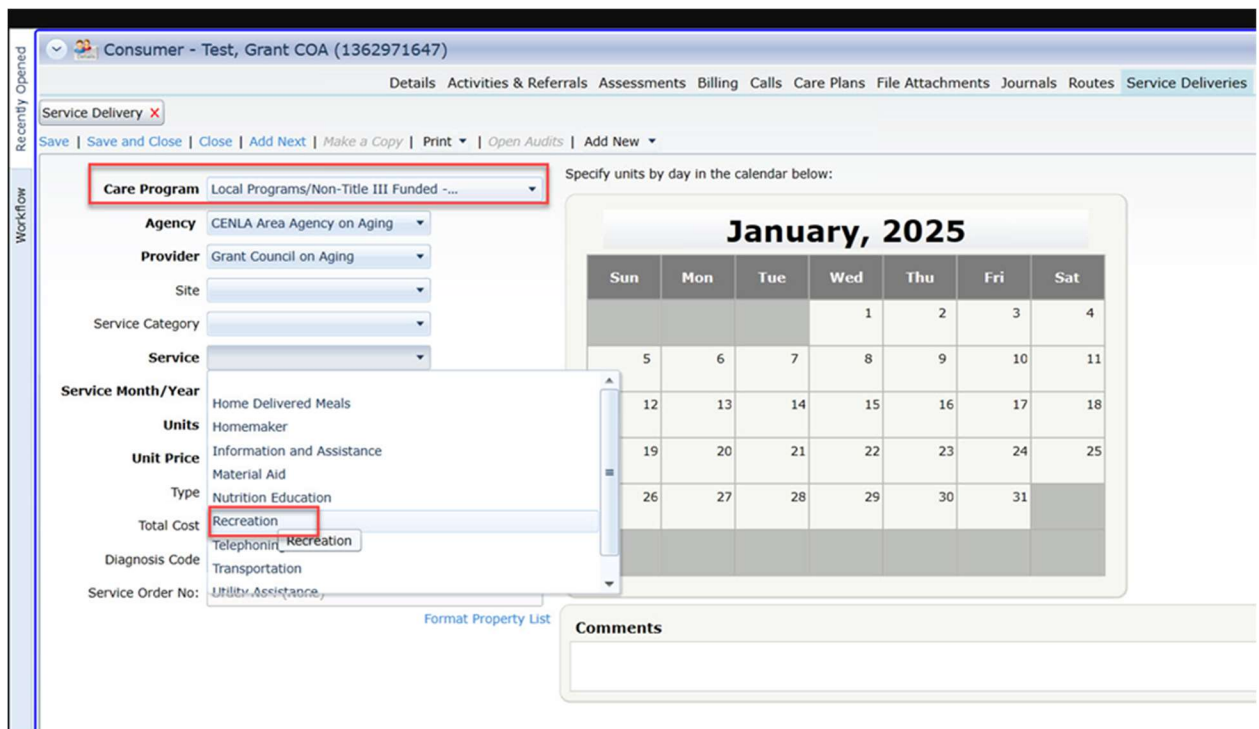 Recently Opened
Workflow
Consumer - Test, Grant COA (1362971647)
Details Activities & Referrals Assessments Billing Calls Care Plans File Attachments Journals Routes Service Deliveries
Service Delivery X
Save | Save and Close | Close | Add Next | Make a Copy | Print | Open Audits | Add New
Care Program Local Programs/Non-Title III Funded -...
Agency CENLA Area Agency on Aging
Provider Grant Council on Aging
Site
Service Category
Service
Service Month/Year
Units
Unit Price
Type
Total Cost
Diagnosis Code
Service Order No:
Home Delivered Meals
Homemaker
Information and Assistance
Material Aid
Nutrition Education
Recreation
Recreation
Transportation
Utility Assistance
Format Property List
Specify units by day in the calendar below:
January, 2025
Sun Mon Tue Wed Thu Fri Sat
1 2 3 4
5 6 7 8 9 10 11
12 13 14 15 16 17 18
19 20 21 22 23 24 25
26 27 28 29 30 31
Comments